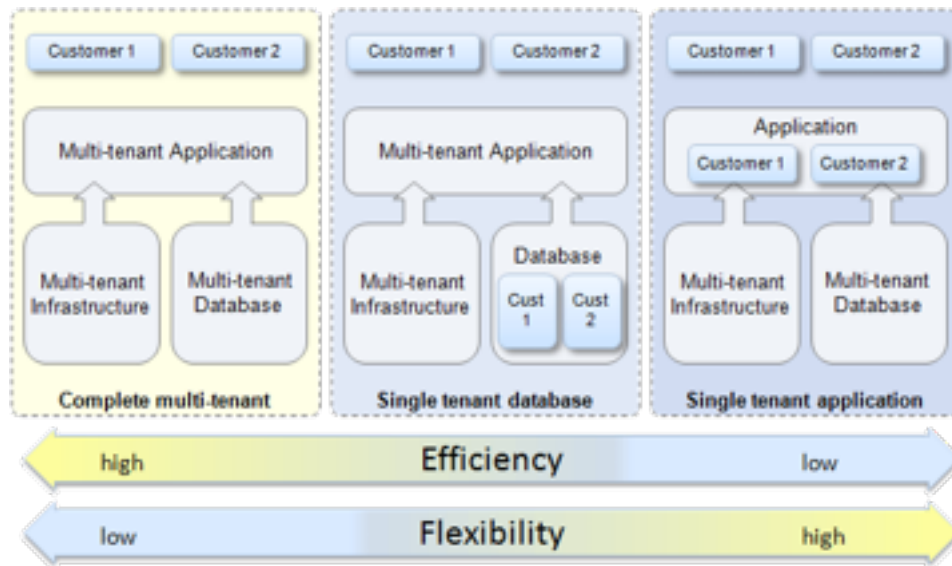 Customer 1
Customer 2
Multi-tenant Application
Multi-tenant
Infrastructure
Multi-tenant
Database
Complete multi-tenant
Customer 1
Customer 2
Multi-tenant Application
Multi-tenant
Infrastructure
Database
Cust
1
Cust
2
Single tenant database
Customer 1
Customer 2
Application
Customer 1
Customer 2
Multi-tenant
Infrastructure
Multi-tenant
Database
Single tenant application
high
Efficiency
low
low
Flexibility
high